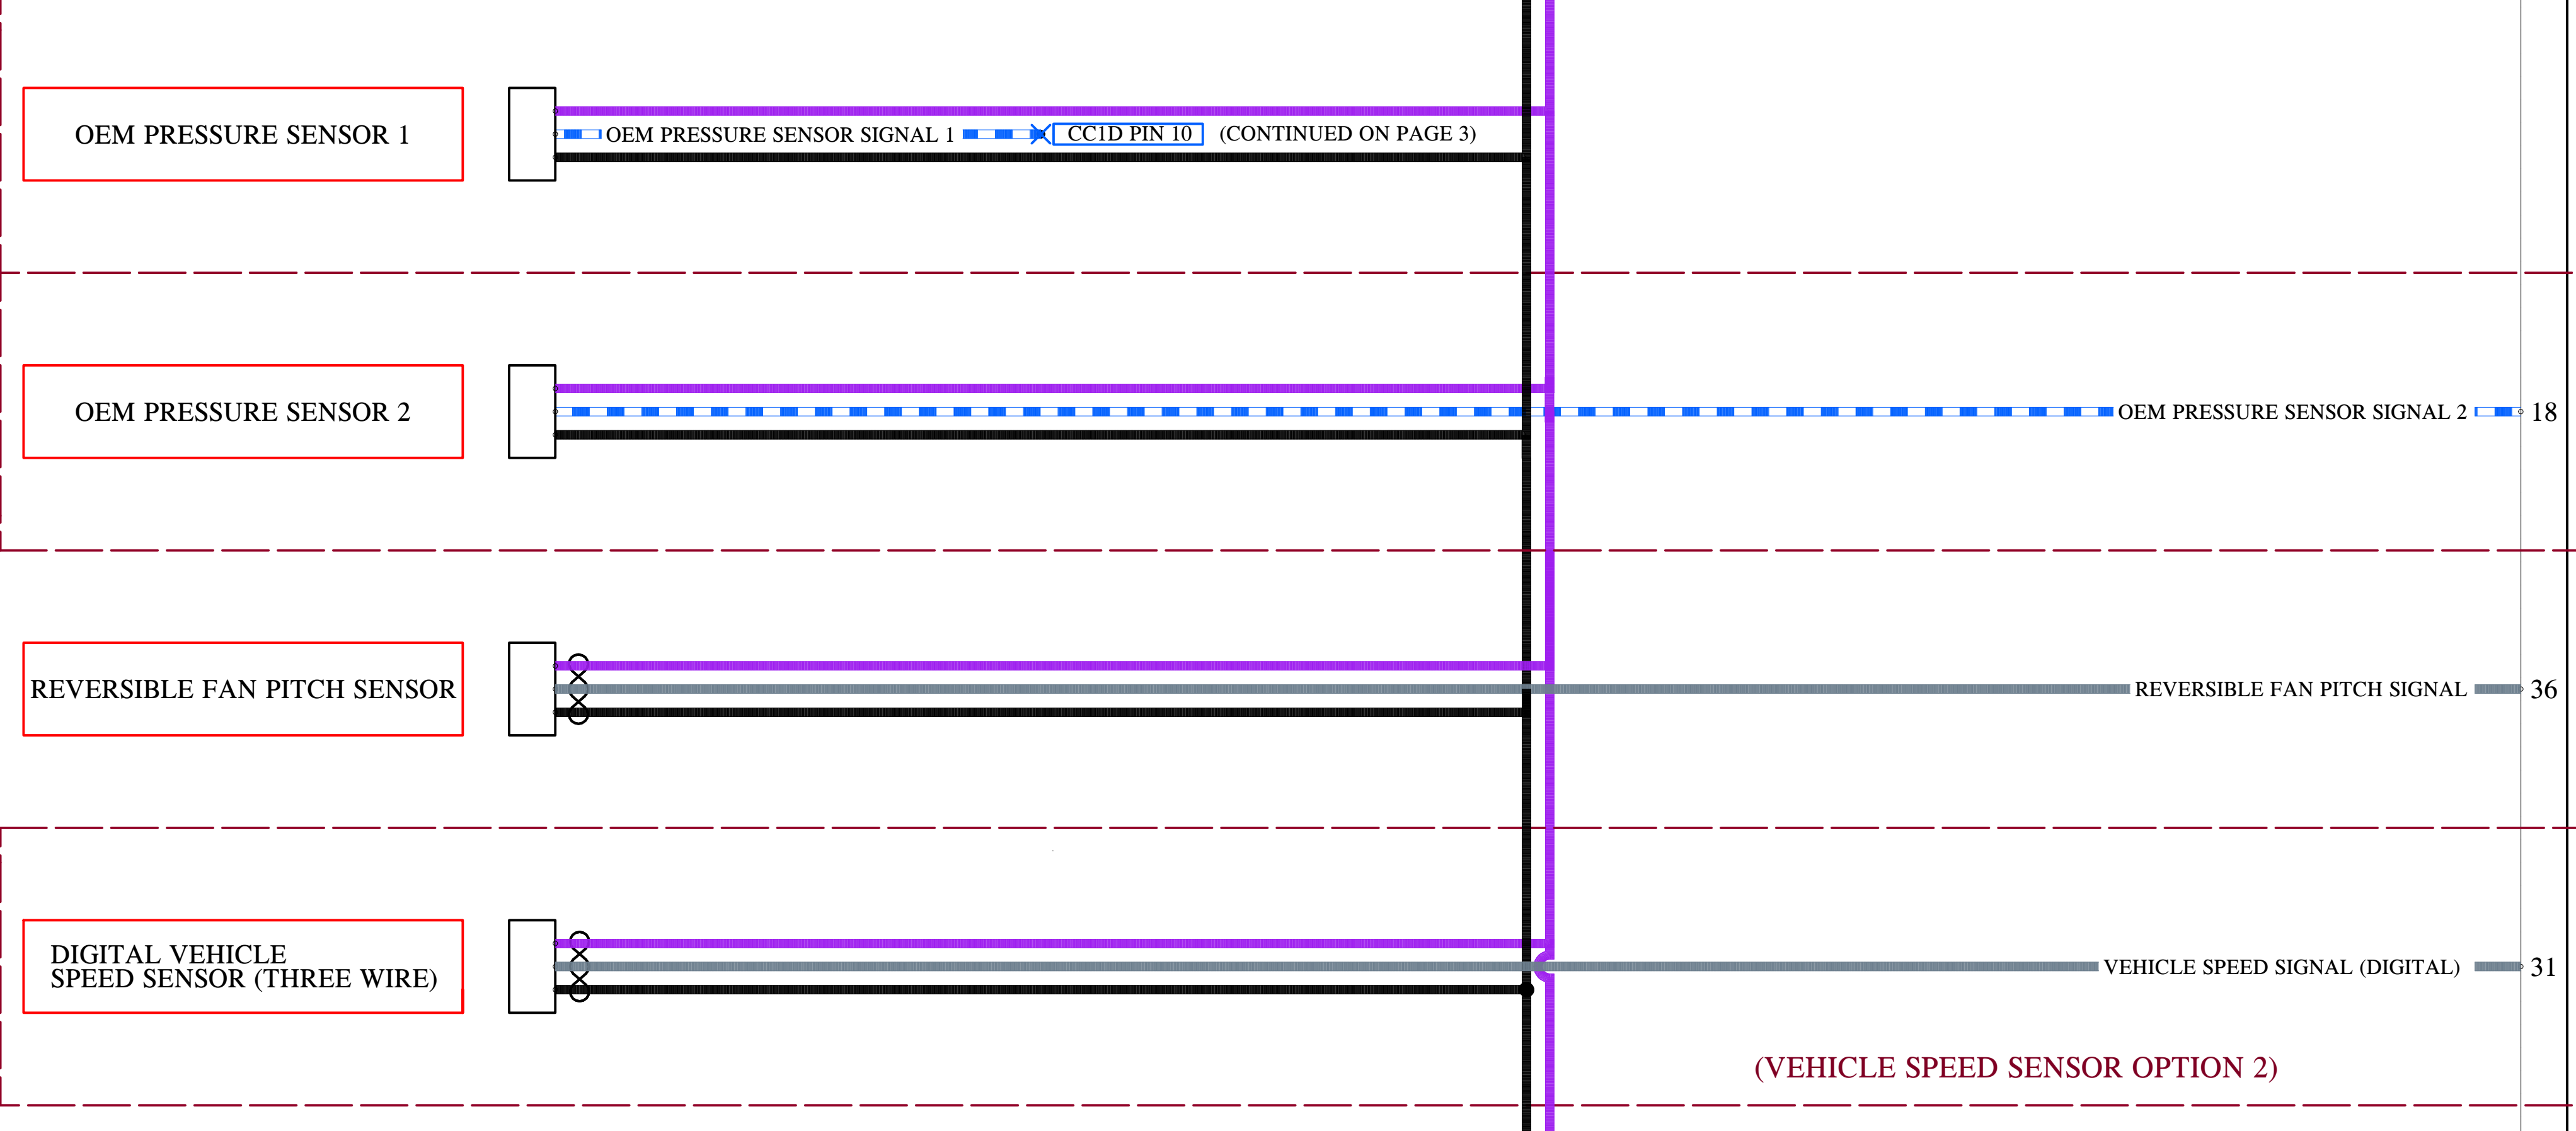 OEM PRESSURE SENSOR 1
OEM PRESSURE SENSOR SIGNAL 1
CC1D PIN 10
(CONTINUED ON PAGE 3)
OEM PRESSURE SENSOR 2
OEM PRESSURE SENSOR SIGNAL 2
18
REVERSIBLE FAN PITCH SENSOR
REVERSIBLE FAN PITCH SIGNAL
36
DIGITAL VEHICLE
SPEED SENSOR (THREE WIRE)
VEHICLE SPEED SIGNAL (DIGITAL)
31
(VEHICLE SPEED SENSOR OPTION 2)